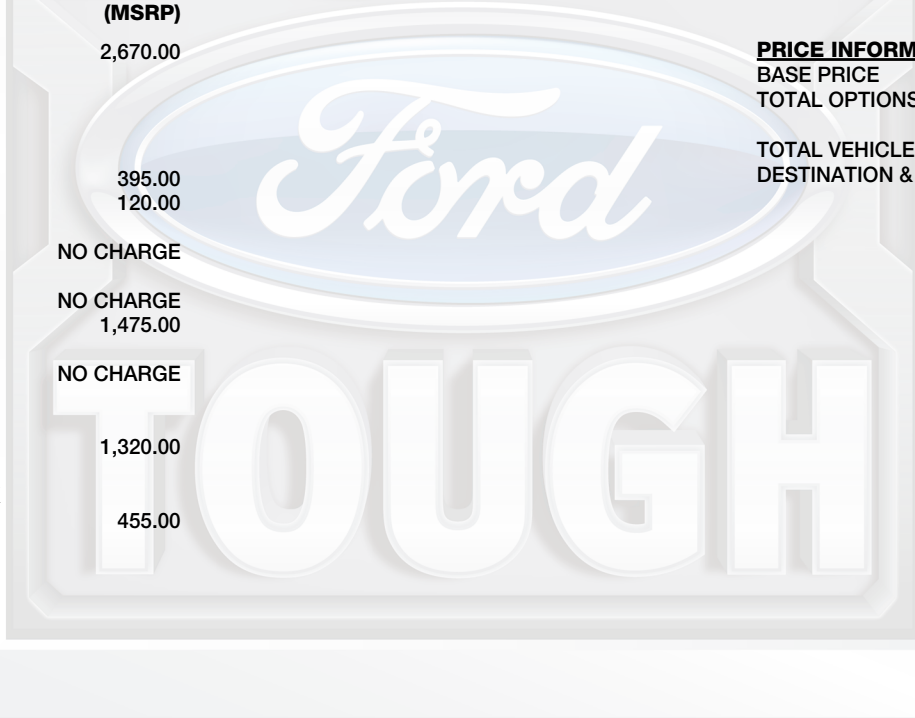 (MSRP)
2,670.00
395.00
120.00
NO CHARGE
NO CHARGE
1,475.00
NO CHARGE
1,320.00
455.00
PRICE INFORM
BASE PRICE
TOTAL OPTIONS
TOTAL VEHICLE
DESTINATION &
Ford
TOUGH